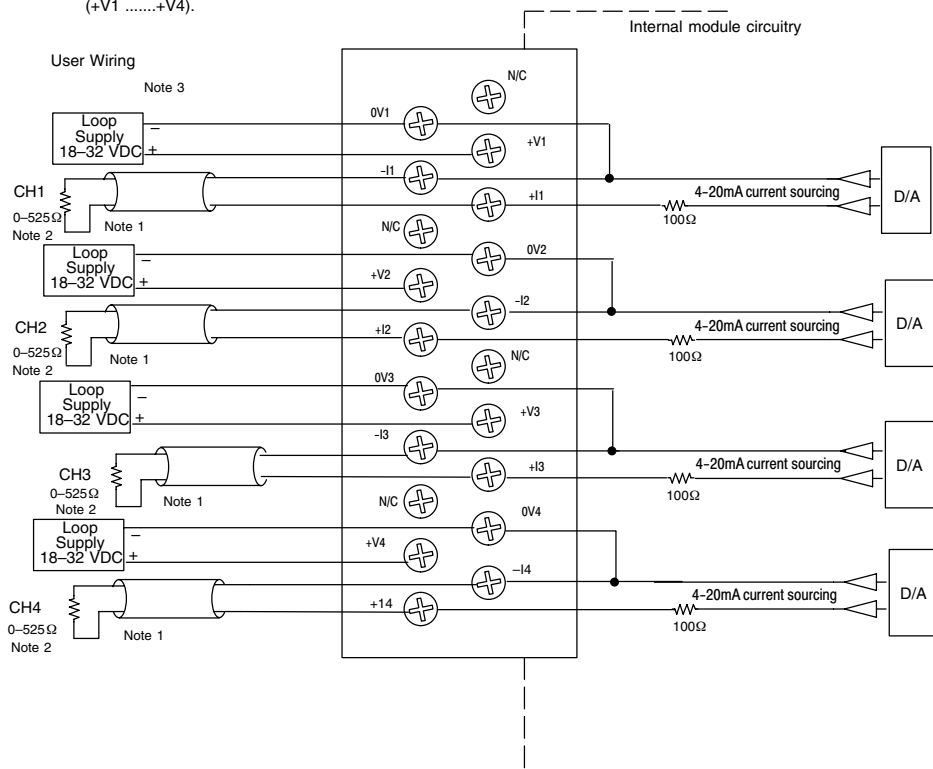 (+V1 .......+V4).
Internal module circuitry
User Wiring
Note 3
N/C
0V1
Loop
Supply
18–32 VDC
–
+
+V1
-I1
CH1
0–525Ω
Note 2
Note 1
+I1
4-20mA current sourcing
100Ω
D/A
N/C
0V2
Loop
Supply
18–32 VDC
–
+
+V2
-I2
CH2
0–525Ω
Note 2
Note 1
+I2
4-20mA current sourcing
100Ω
D/A
N/C
0V3
Loop
Supply
18–32 VDC
–
+
+V3
-I3
CH3
0–525Ω
Note 2
Note 1
+I3
4-20mA current sourcing
100Ω
D/A
N/C
0V4
Loop
Supply
18–32 VDC
–
+
+V4
–I4
CH4
0–525Ω
Note 2
Note 1
+14
4-20mA current sourcing
100Ω
D/A